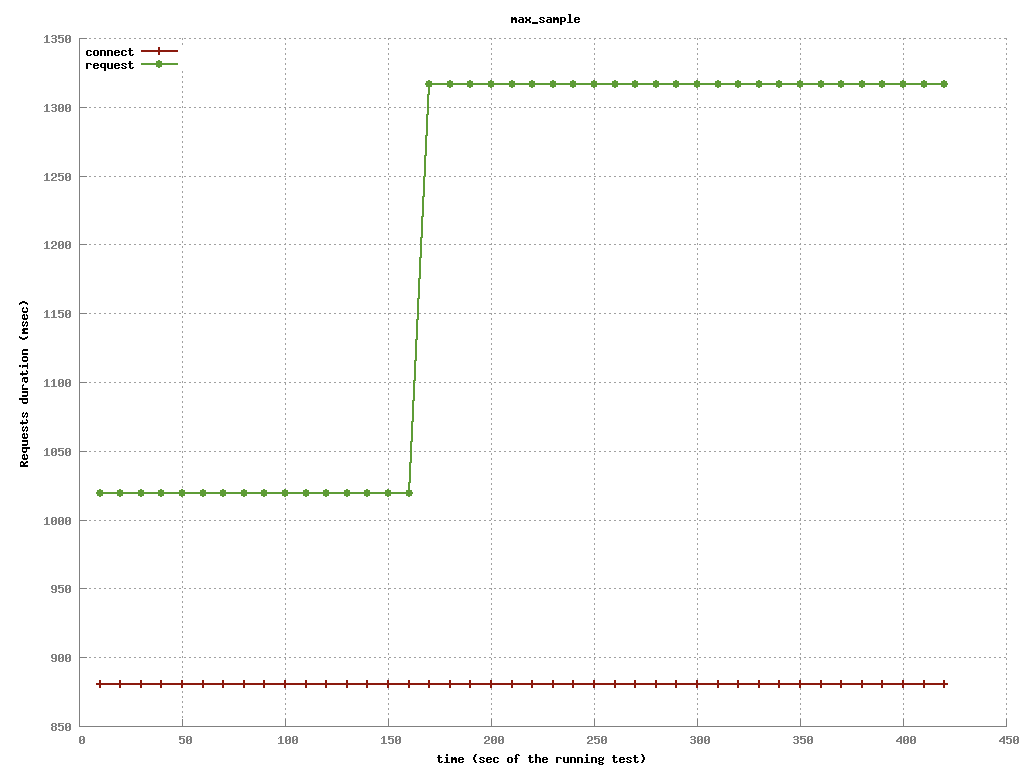 max_sample
connect
request
1350
1300
1250
1200
1150
1100
1050
1000
950
900
850
Requests duration (msec)
0 50 100 150 200 250 300 350 400 450
time (sec of the running test)